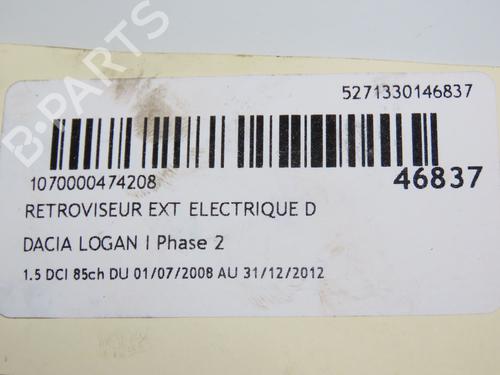 5271330146837
1070000474208
46837
RETROVISEUR EXT ELECTRIQUE D
DACIA LOGAN I Phase 2
1.5 DCI 85ch DU 01/07/2008 AU 31/12/2012
B-PARTS